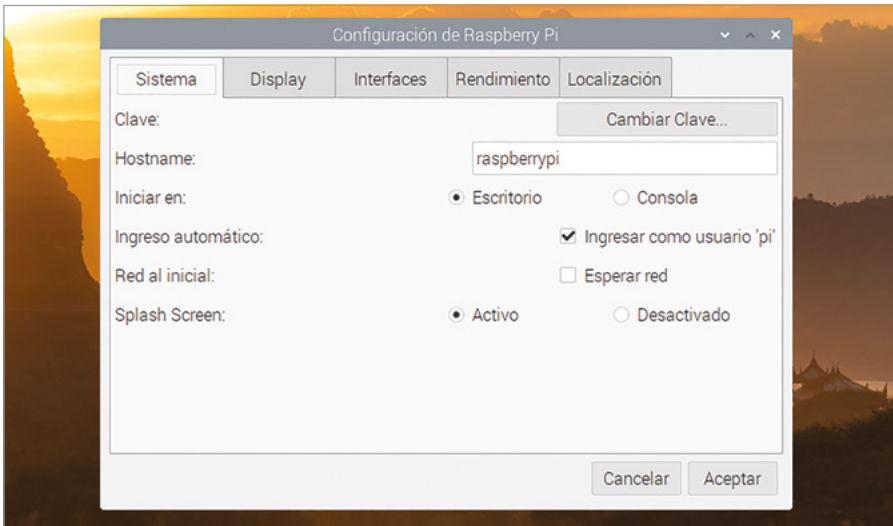 Configuración de Raspberry Pi
Sistema Display Interfaces Rendimiento Localización
Clave: Cambiar Clave...
Hostname: raspberrypi
Iniciar en: Escritorio Consola
Ingreso automático: Ingresar como usuario 'pi'
Red al inicial: Esperar red
Splash Screen: Activo Desactivado
Cancelar Aceptar